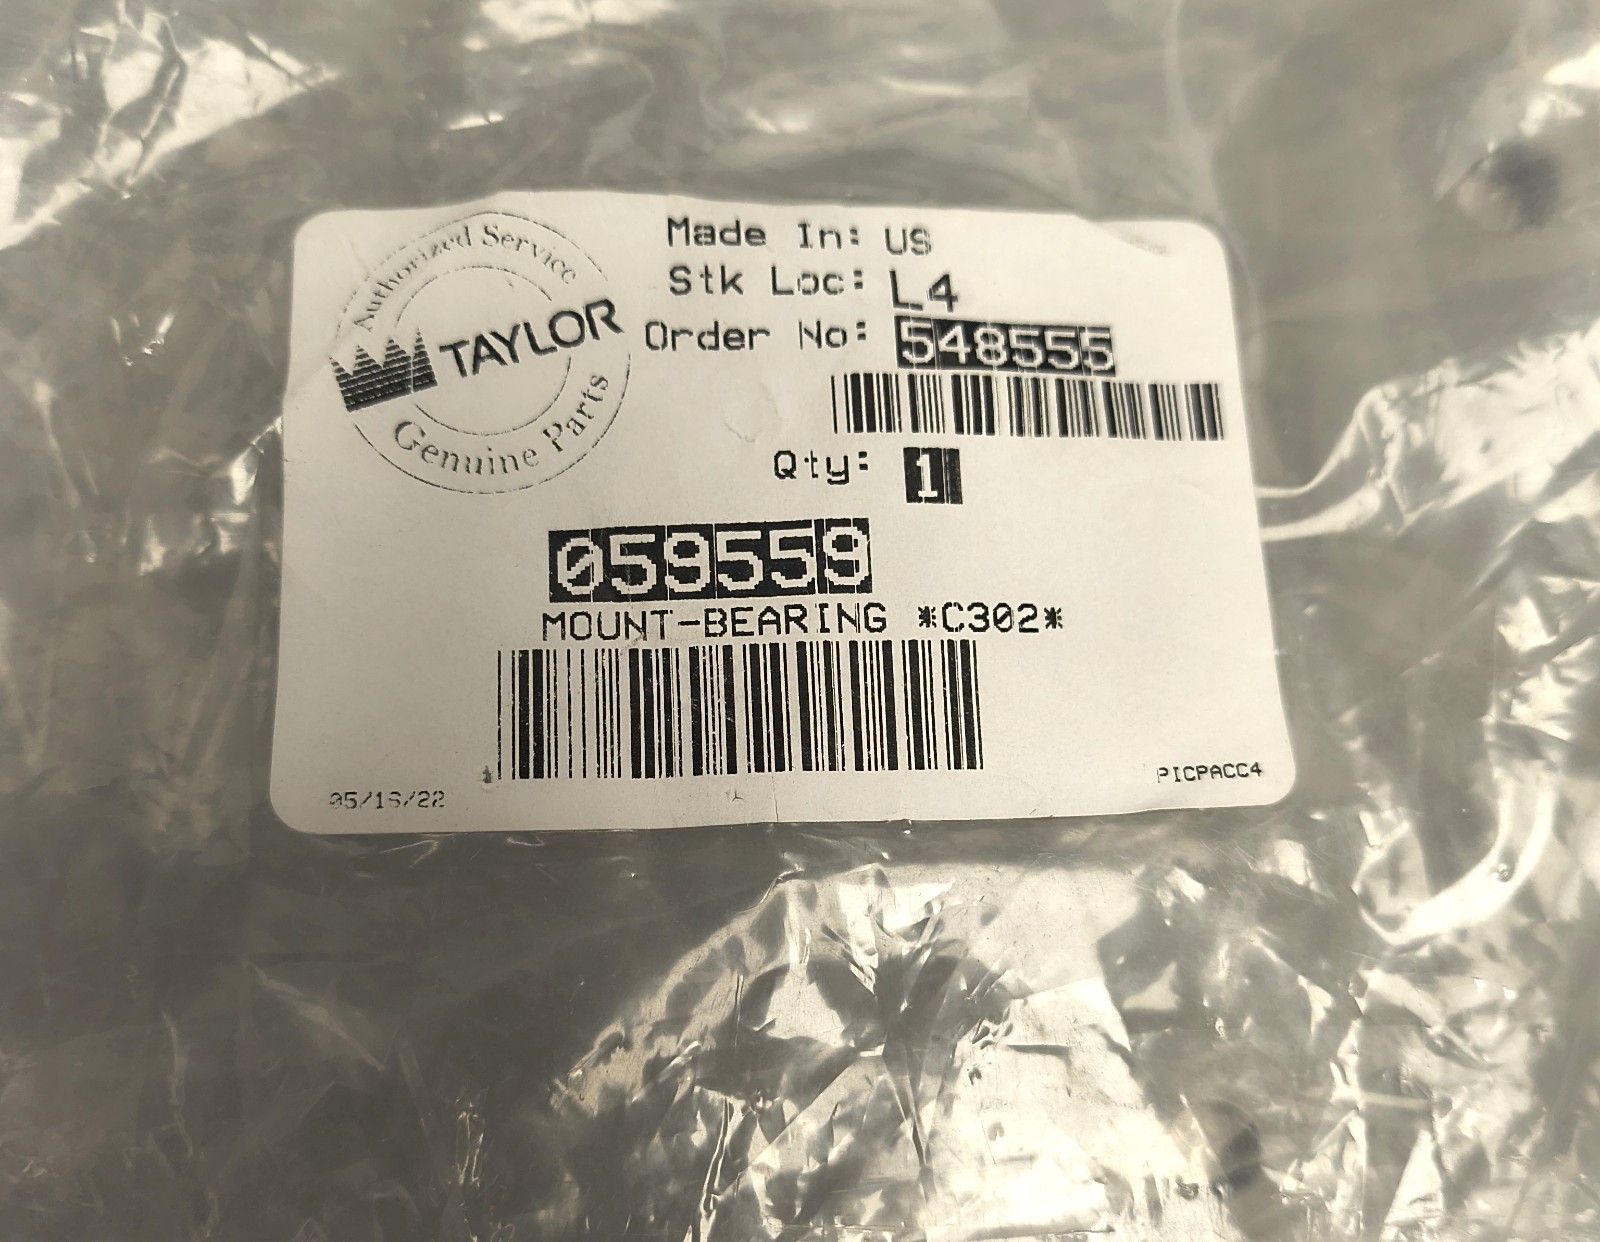 Authorized Service
TAYLOR
Genuine Parts
Made In: US
Stk Loc: L4
Order No: 548555
Qty: 1
059559
MOUNT-BEARING *C302*
05/16/22
PICPACC4